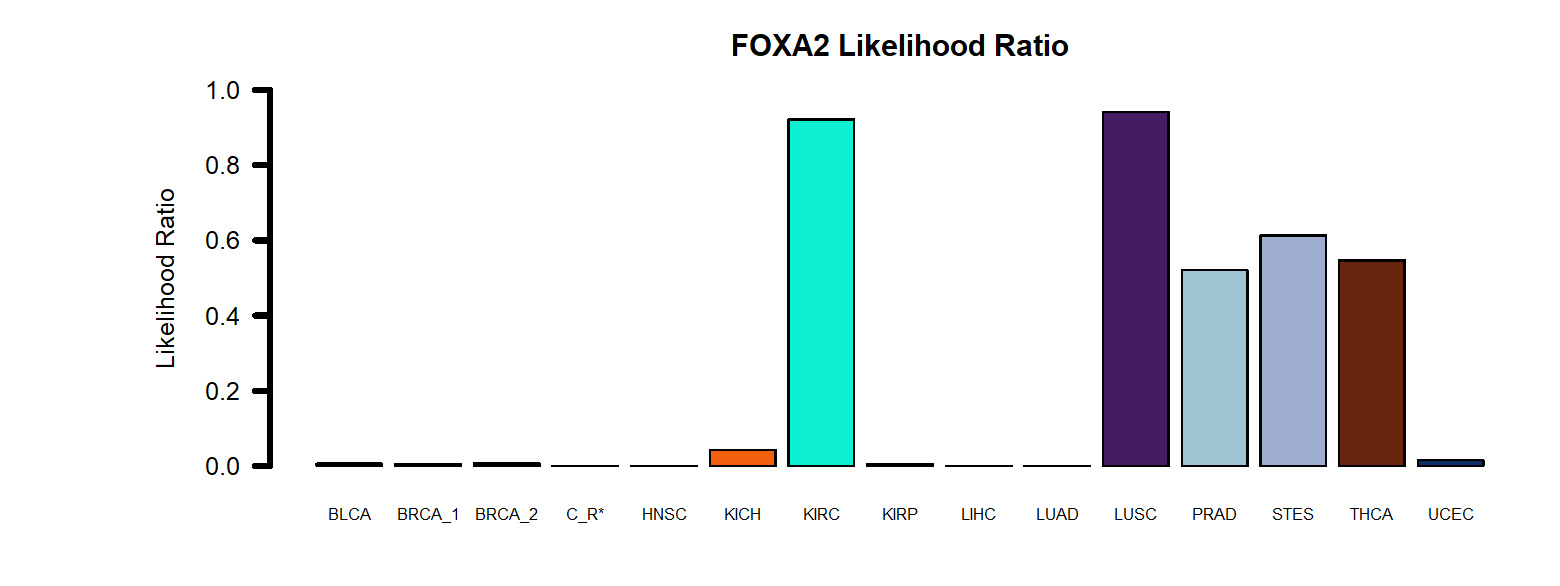 FOXA2 Likelihood Ratio
Likelihood Ratio
1.0
0.8
0.6
0.4
0.2
0.0
BLCA BRCA_1 BRCA_2 C_R* HNSC KICH KIRC KIRP LIHC LUAD LUSC PRAD STES THCA UCEC